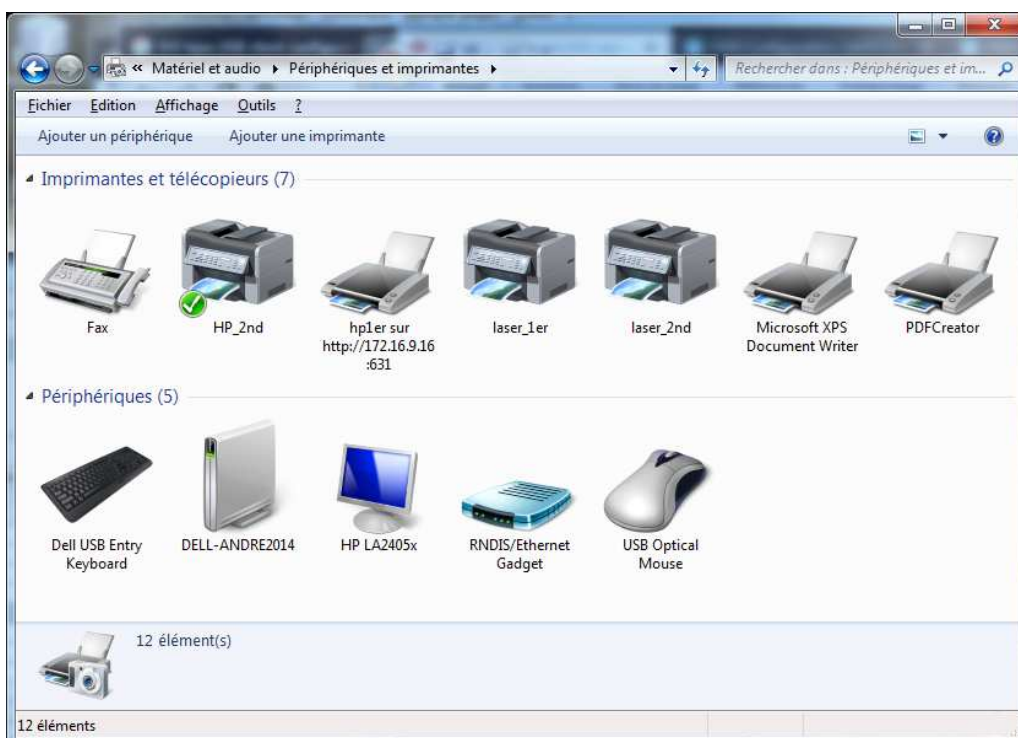 « Matériel et audio ▸ Périphériques et imprimantes ▸
Rechercher dans : Périphériques et im...
Fichier Edition Affichage Outils ?
Ajouter un périphérique Ajouter une imprimante
Imprimantes et télécopieurs (7)
Fax
HP_2nd
hp1er sur
http://172.16.9.16
:631
laser_1er
laser_2nd
Microsoft XPS
Document Writer
PDFCreator
Périphériques (5)
Dell USB Entry
Keyboard
DELL-ANDRE2014
HP LA2405x
RNDIS/Ethernet
Gadget
USB Optical
Mouse
12 élément(s)
12 éléments